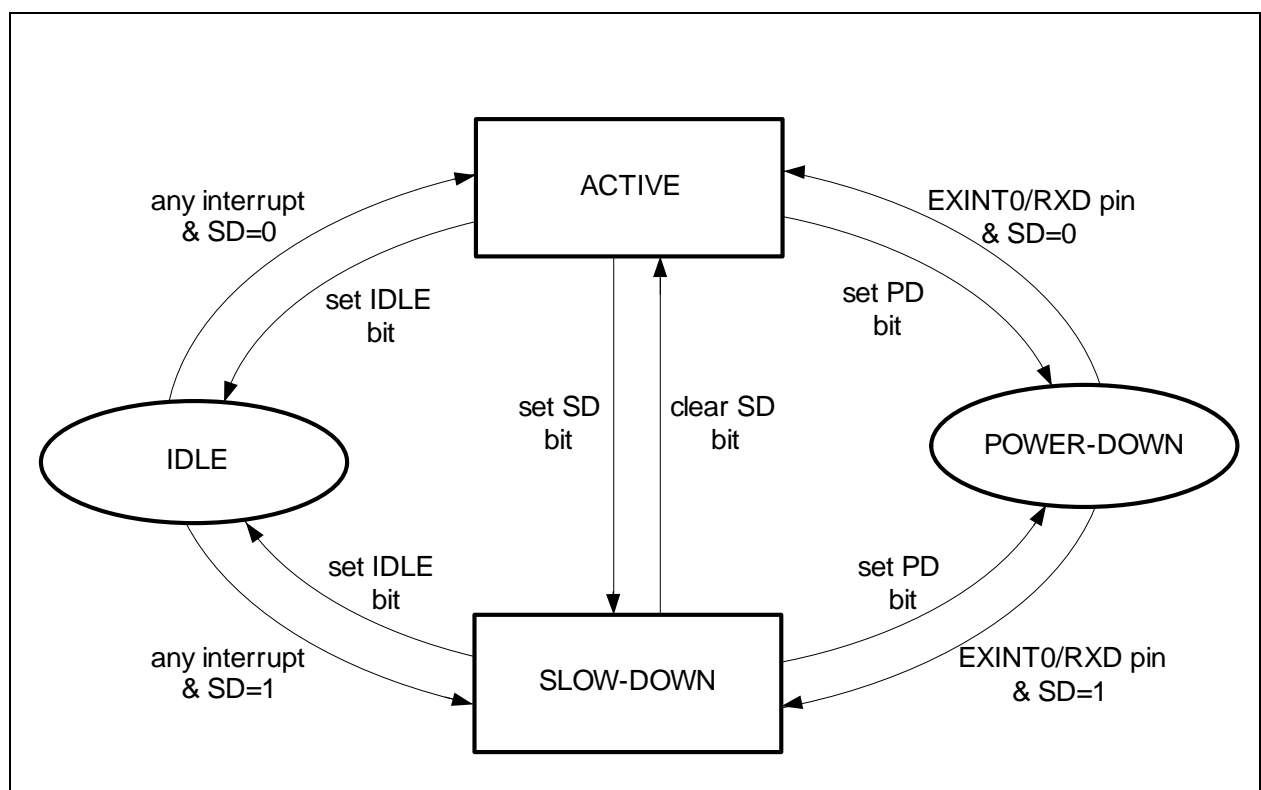 ACTIVE
any interrupt
& SD=0
EXINT0/RXD pin
& SD=0
set IDLE
bit
set PD
bit
set SD
bit
clear SD
bit
IDLE
POWER-DOWN
set IDLE
bit
set PD
bit
any interrupt
& SD=1
SLOW-DOWN
EXINT0/RXD pin
& SD=1